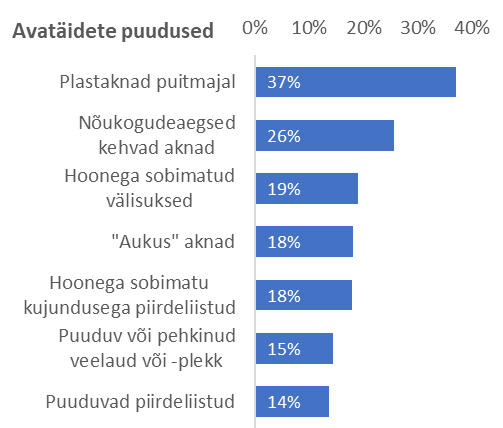 Avatäidete puudused
0% 10% 20% 30% 40%
Plastaknad puitmajal
37%
Nõukogudeaegsed
kehvad aknad
26%
Hoonega sobimatud
välisuksed
19%
"Aukus" aknad
18%
Hoonega sobimatu
kujundusega piirdeliistud
18%
Puuduv või pehkinud
veelaud või -plekk
15%
Puuduvad piirdeliistud
14%